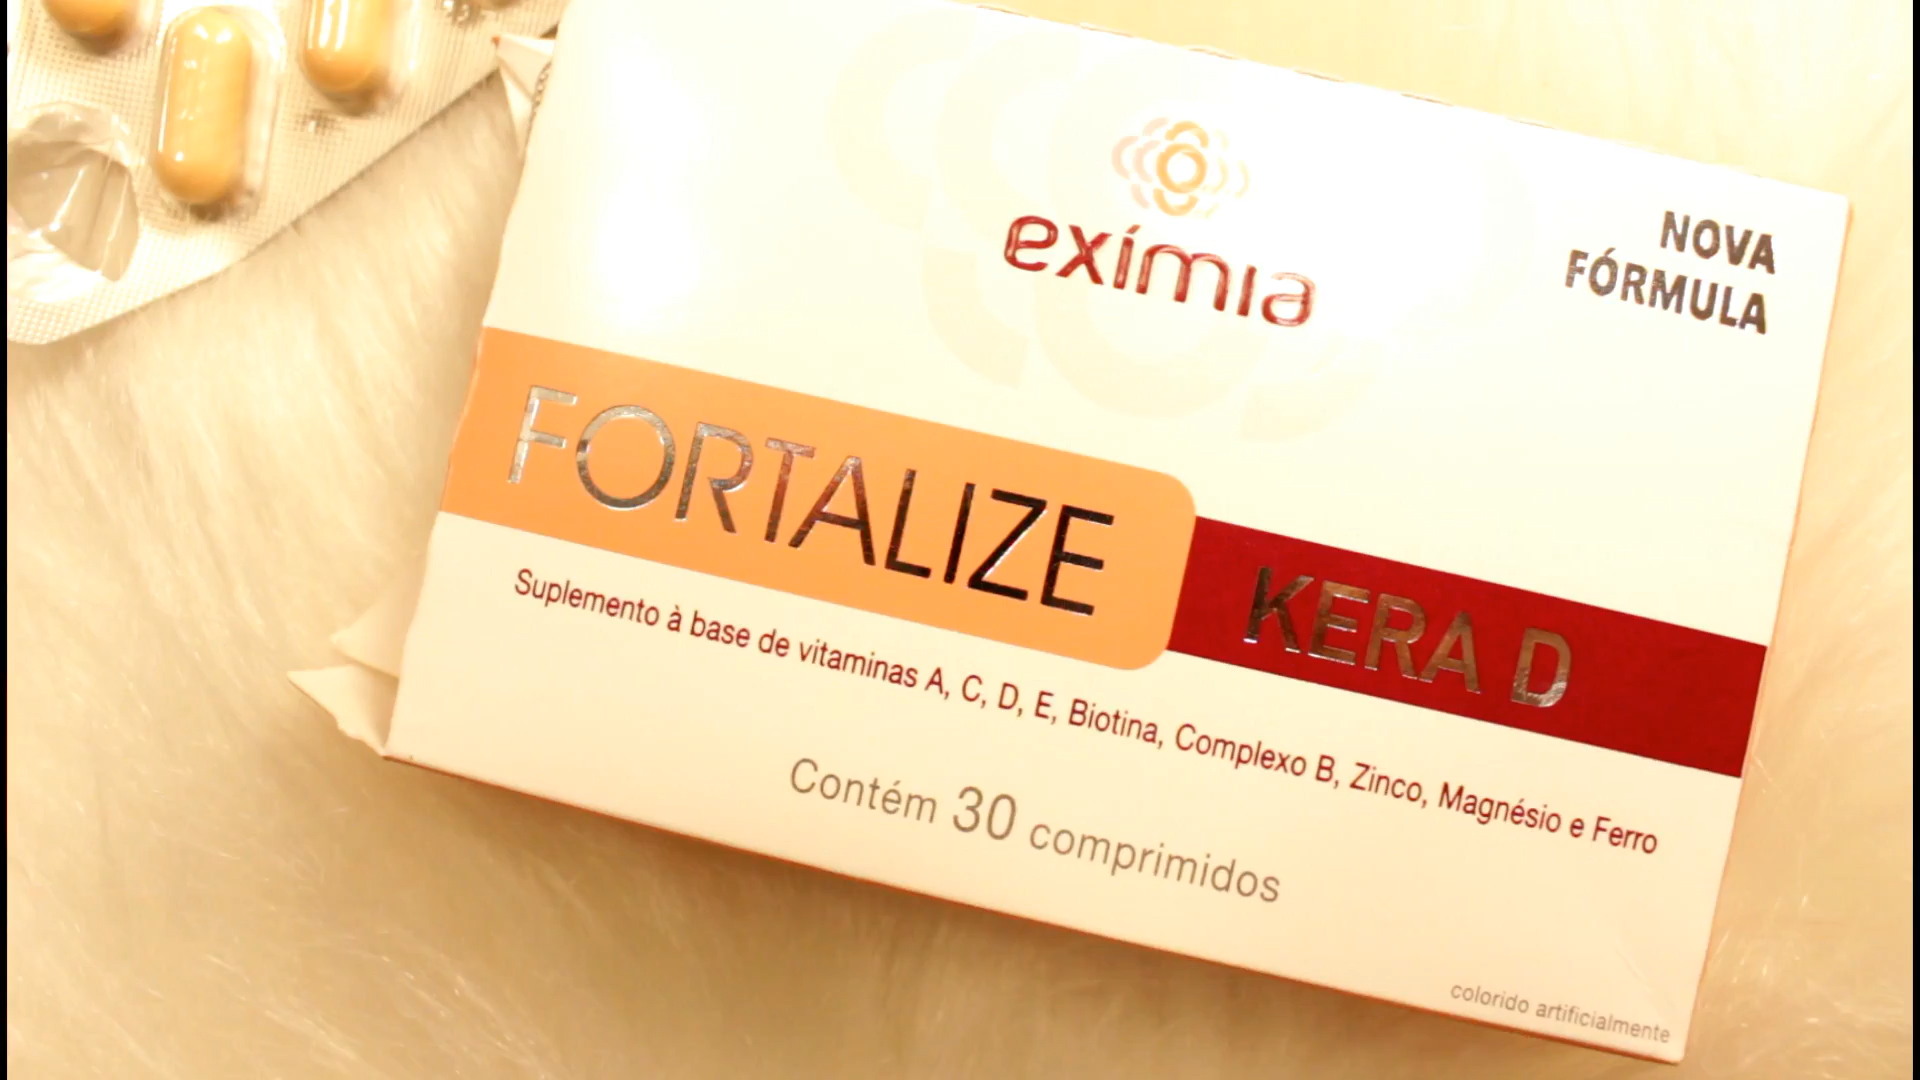 exímia
NOVA
FÓRMULA
FORTALIZE
KERA D
Suplemento à base de vitaminas A, C, D, E, Biotina, Complexo B, Zinco, Magnésio e Ferro
Contém 30 comprimidos
colorido artificialmente